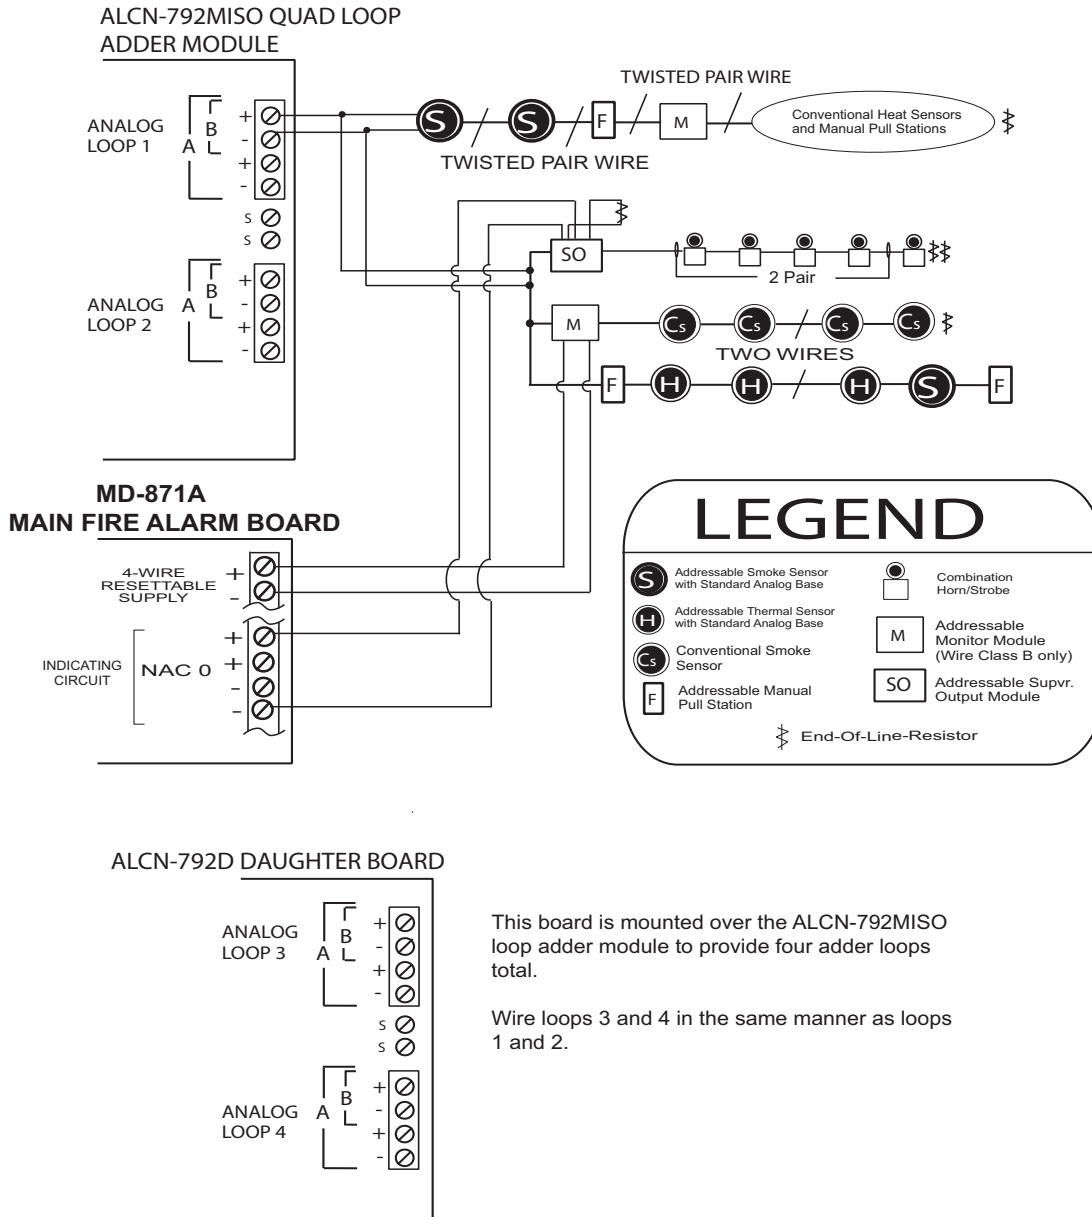 ALCN-792MISO QUAD LOOP
ADDER MODULE
ANALOG
LOOP 1
A
B
+
-
+
-
S
S
ANALOG
LOOP 2
A
B
+
-
+
-
TWISTED PAIR WIRE
S
S
F
M
Conventional Heat Sensors
and Manual Pull Stations
TWISTED PAIR WIRE
SO
2 Pair
M
Cs
Cs
Cs
Cs
TWO WIRES
F
H
H
H
S
F
MD-871A
MAIN FIRE ALARM BOARD
4-WIRE
RESETTABLE
SUPPLY
+
-
INDICATING
CIRCUIT
NAC 0
+
+
-
-
LEGEND
S
Addressable Smoke Sensor
with Standard Analog Base
H
Addressable Thermal Sensor
with Standard Analog Base
Cs
Conventional Smoke
Sensor
F
Addressable Manual
Pull Station
Combination
Horn/Strobe
M
Addressable
Monitor Module
(Wire Class B only)
SO
Addressable Supvr.
Output Module
End-Of-Line-Resistor
ALCN-792D DAUGHTER BOARD
ANALOG
LOOP 3
A
B
+
-
+
-
S
S
ANALOG
LOOP 4
A
B
+
-
+
-
This board is mounted over the ALCN-792MISO
loop adder module to provide four adder loops
total.
Wire loops 3 and 4 in the same manner as loops
1 and 2.